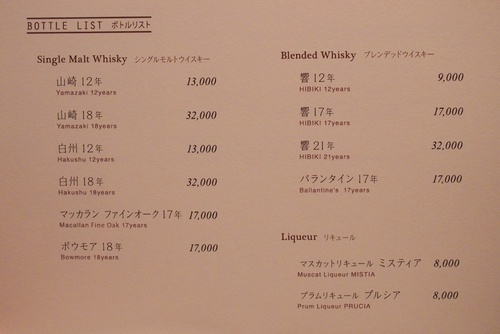 BOTTLE LIST ボトルリスト
Single Malt Whisky シングルモルトウイスキー
山崎 12年 13,000
Yamazaki 12years
山崎 18年 32,000
Yamazaki 18years
白州 12年 13,000
Hakushu 12years
白州 18年 32,000
Hakushu 18years
マッカラン ファインオーク 17年 17,000
Macallan Fine Oak 17years
ボウモア 18年 17,000
Bowmore 18years
Blended Whisky ブレンデッドウイスキー
響 12年 9,000
HIBIKI 12years
響 17年 17,000
HIBIKI 17years
響 21年 32,000
HIBIKI 21years
バランタイン 17年 17,000
Ballantine's 17years
Liqueur リキュール
マスカットリキュール ミスティア 8,000
Muscat Liqueur MISTIA
プラムリキュール プルシア 8,000
Prum Liqueur PRUCIA